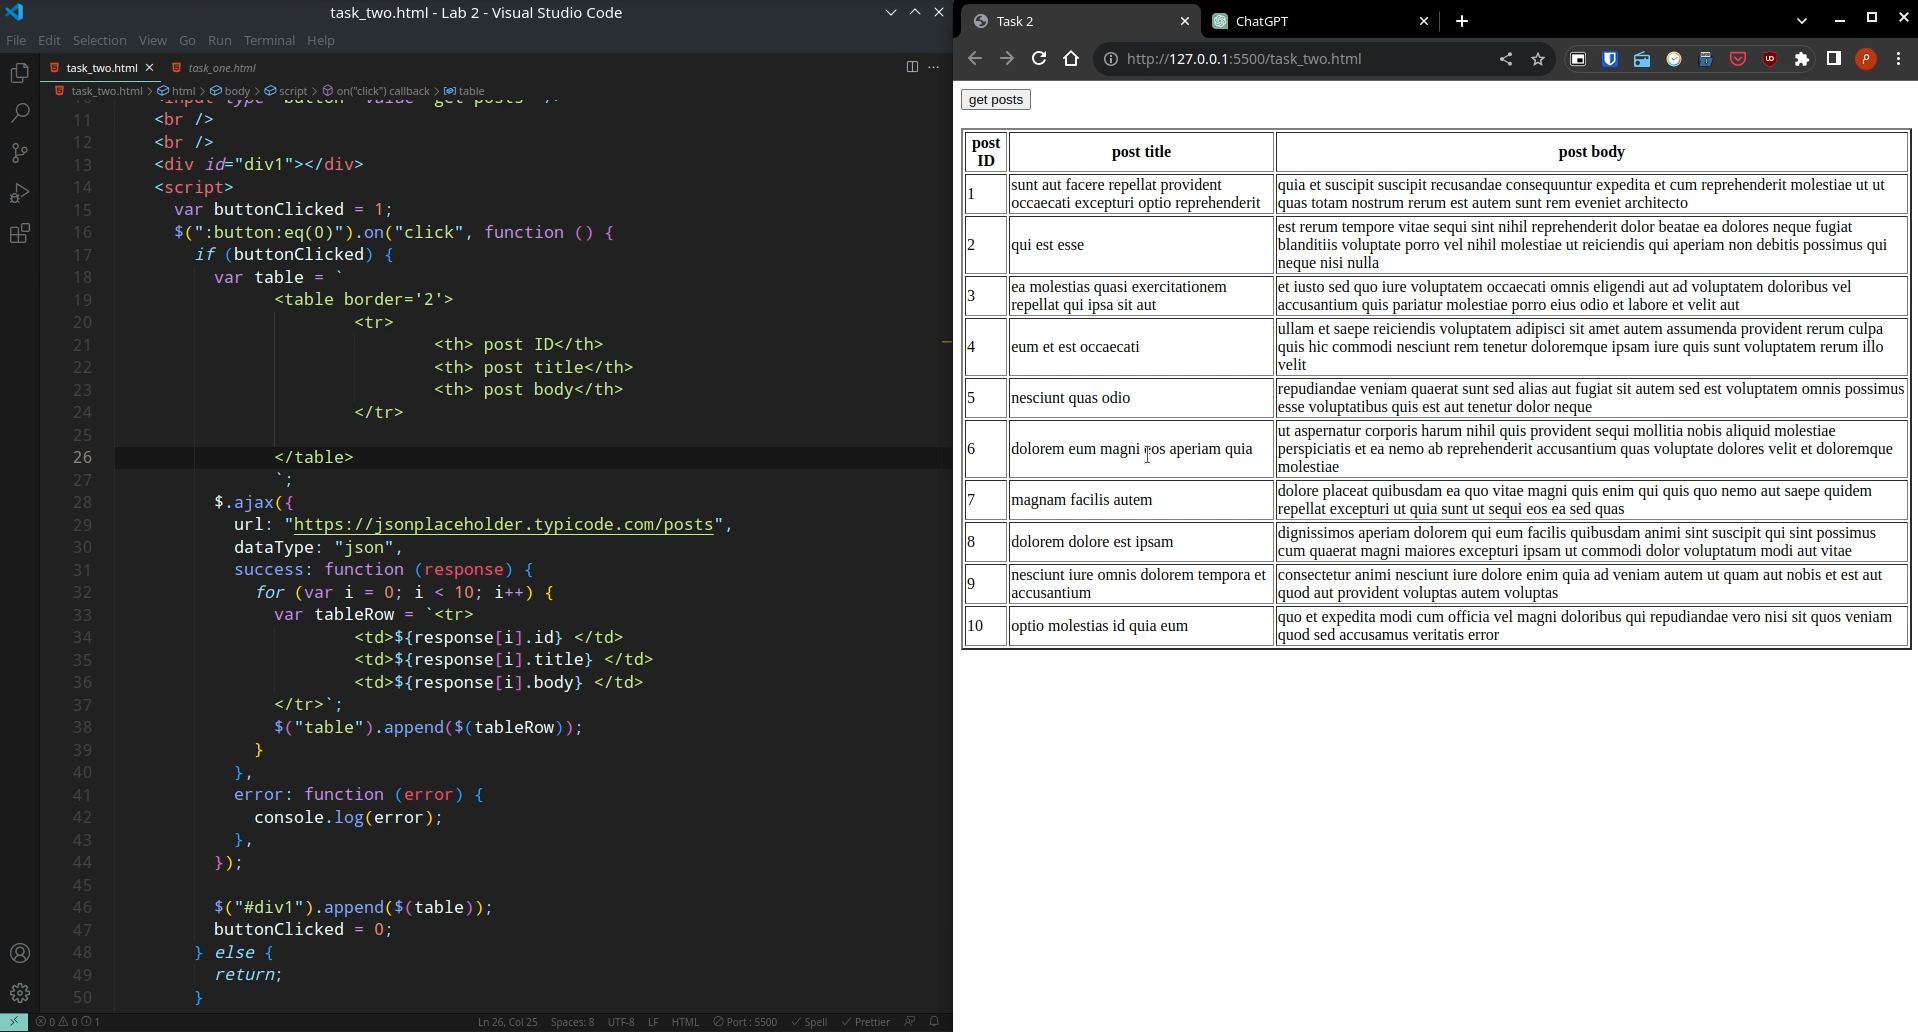 task_two.html - Lab 2 - Visual Studio Code
File Edit Selection View Go Run Terminal Help
task_two.html
task_one.html
task_two.html > html > body > script > on("click") callback > table
10 <input type="button" value="get posts" />
11 <br />
12 <br />
13 <div id="div1"></div>
14 <script>
15 var buttonClicked = 1;
16 $(":button:eq(0)").on("click", function () {
17 if (buttonClicked) {
18 var table = `
19 <table border='2'>
20 <tr>
21 <th> post ID</th>
22 <th> post title</th>
23 <th> post body</th>
24 </tr>
25
26 </table>
27 `;
28 $.ajax({
29 url: "https://jsonplaceholder.typicode.com/posts",
30 dataType: "json",
31 success: function (response) {
32 for (var i = 0; i < 10; i++) {
33 var tableRow = `<tr>
34 <td>${response[i].id} </td>
35 <td>${response[i].title} </td>
36 <td>${response[i].body} </td>
37 </tr>`;
38 $("table").append($(tableRow));
39 }
40 },
41 error: function (error) {
42 console.log(error);
43 },
44 });
45
46 $("#div1").append($(table));
47 buttonClicked = 0;
48 } else {
49 return;
50 }
0 0 1
Ln 26, Col 25 Spaces: 8 UTF-8 LF HTML Port : 5500 Spell Prettier
Task 2
ChatGPT
http://127.0.0.1:5500/task_two.html
P
get posts
post
ID
post title
post body
1
sunt aut facere repellat provident
occaecati excepturi optio reprehenderit
quia et suscipit suscipit recusandae consequuntur expedita et cum reprehenderit molestiae ut ut
quas totam nostrum rerum est autem sunt rem eveniet architecto
2
qui est esse
est rerum tempore vitae sequi sint nihil reprehenderit dolor beatae ea dolores neque fugiat
blanditiis voluptate porro vel nihil molestiae ut reiciendis qui aperiam non debitis possimus qui
neque nisi nulla
3
ea molestias quasi exercitationem
repellat qui ipsa sit aut
et iusto sed quo iure voluptatem occaecati omnis eligendi aut ad voluptatem doloribus vel
accusantium quis pariatur molestiae porro eius odio et labore et velit aut
4
eum et est occaecati
ullam et saepe reiciendis voluptatem adipisci sit amet autem assumenda provident rerum culpa
quis hic commodi nesciunt rem tenetur doloremque ipsam iure quis sunt voluptatem rerum illo
velit
5
nesciunt quas odio
repudiandae veniam quaerat sunt sed alias aut fugiat sit autem sed est voluptatem omnis possimus
esse voluptatibus quis est aut tenetur dolor neque
6
dolorem eum magni eos aperiam quia
ut aspernatur corporis harum nihil quis provident sequi mollitia nobis aliquid molestiae
perspiciatis et ea nemo ab reprehenderit accusantium quas voluptate dolores velit et doloremque
molestiae
7
magnam facilis autem
dolore placeat quibusdam ea quo vitae magni quis enim qui quis quo nemo aut saepe quidem
repellat excepturi ut quia sunt ut sequi eos ea sed quas
8
dolorem dolore est ipsam
dignissimos aperiam dolorem qui eum facilis quibusdam animi sint suscipit qui sint possimus
cum quaerat magni maiores excepturi ipsam ut commodi dolor voluptatum modi aut vitae
9
nesciunt iure omnis dolorem tempora et
accusantium
consectetur animi nesciunt iure dolore enim quia ad veniam autem ut quam aut nobis et est aut
quod aut provident voluptas autem voluptas
10
optio molestias id quia eum
quo et expedita modi cum officia vel magni doloribus qui repudiandae vero nisi sit quos veniam
quod sed accusamus veritatis error